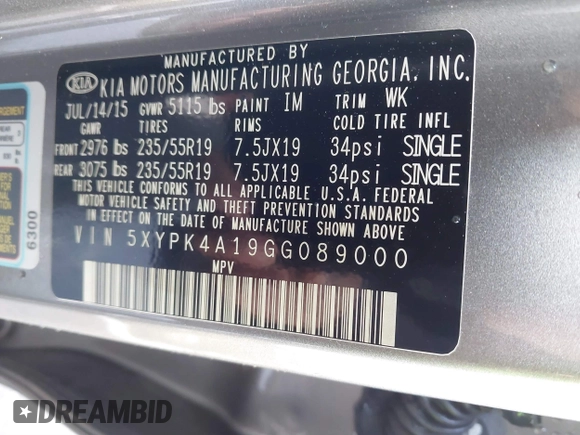 MANUFACTURED BY
KIA KIA MOTORS MANUFACTURING GEORGIA, INC.
JUL/14/15 GVWR 5115 lbs PAINT IM TRIM WK
GAWR TIRES RIMS COLD TIRE INFL
FRONT 2976 lbs 235/55R19 7.5JX19 34psi SINGLE
REAR 3075 lbs 235/55R19 7.5JX19 34psi SINGLE
THIS VEHICLE CONFORMS TO ALL APPLICABLE U.S.A. FEDERAL
MOTOR VEHICLE SAFETY AND THEFT PREVENTION STANDARDS
IN EFFECT ON THE DATE OF MANUFACTURE SHOWN ABOVE.
VIN 5XYPK4A19GG089000
MPV
6300
DREAMBID